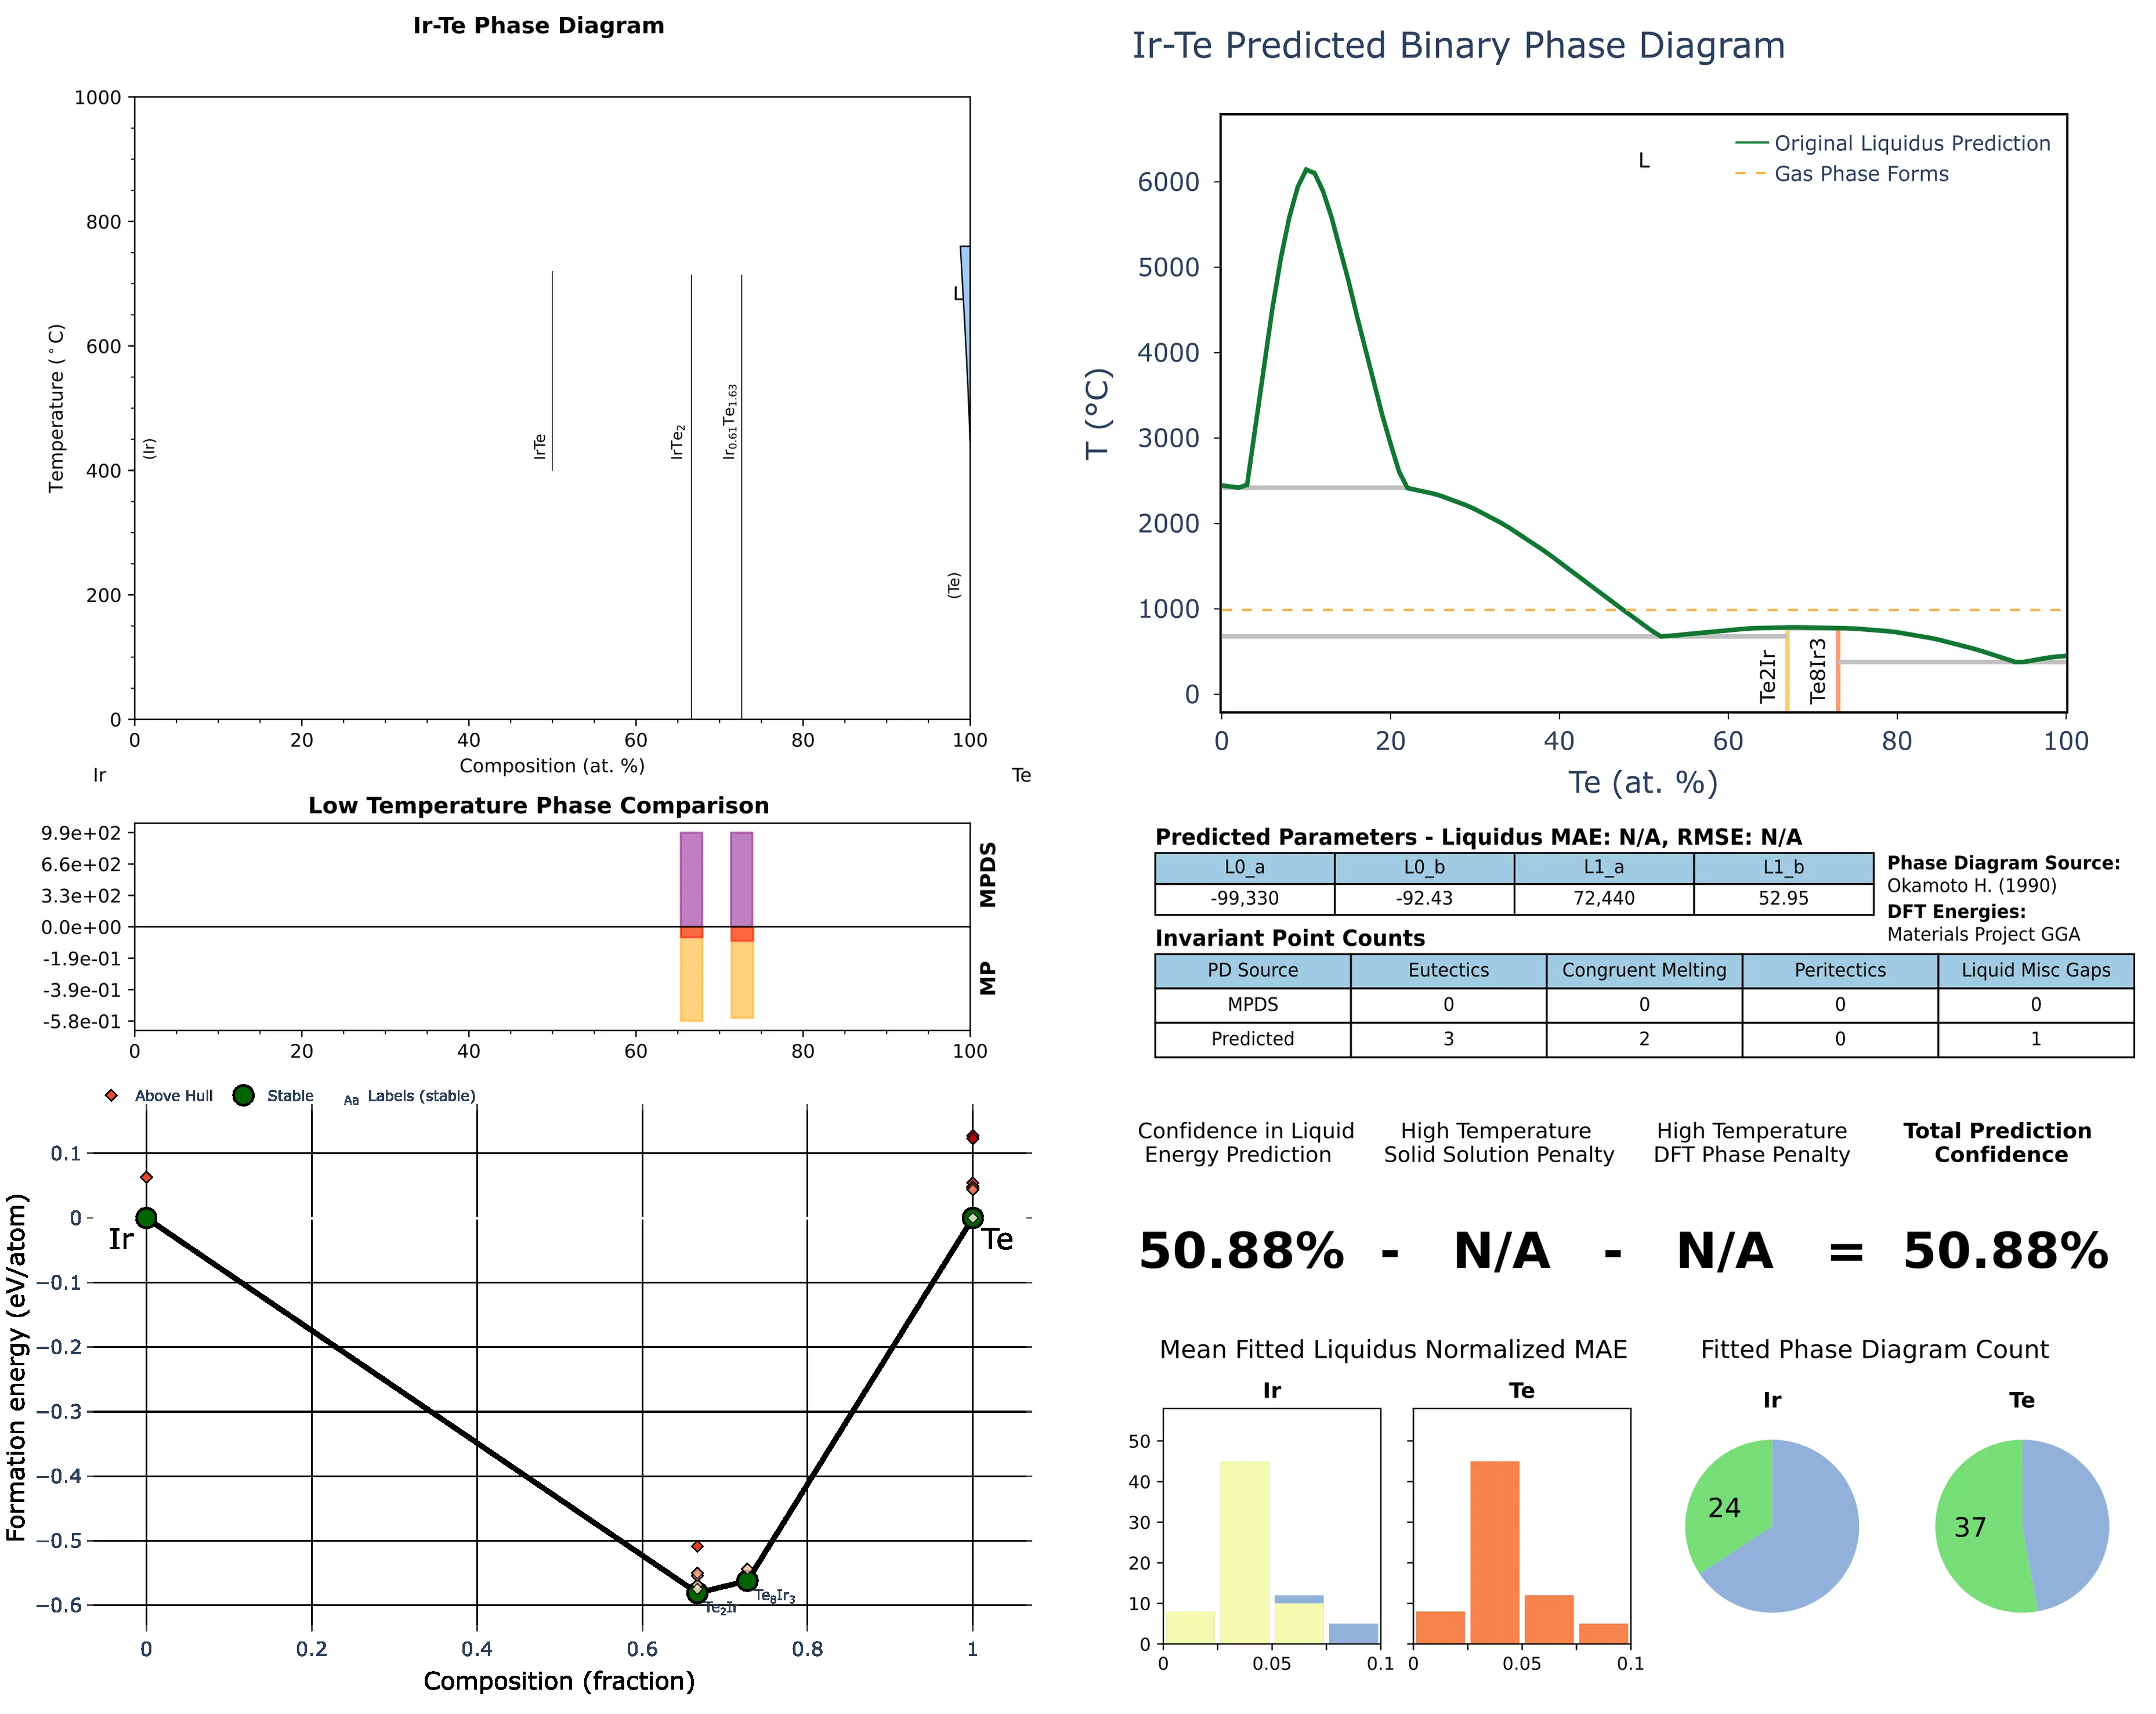 Ir-Te Phase Diagram
1000
800
600
400
200
0
Temperature (°C)
(Ir)
IrTe
IrTe2
Ir0.61Te1.63
L
(Te)
0 20 40 60 80 100
Composition (at. %)
Ir Te
Low Temperature Phase Comparison
9.9e+02
6.6e+02
3.3e+02
0.0e+00
-1.9e-01
-3.9e-01
-5.8e-01
MPDS
MP
0 20 40 60 80 100
Above Hull Stable Aa Labels (stable)
0.1
0
−0.1
−0.2
−0.3
−0.4
−0.5
−0.6
Formation energy (eV/atom)
Ir
Te
Te2Ir
Te8Ir3
0 0.2 0.4 0.6 0.8 1
Composition (fraction)
Ir-Te Predicted Binary Phase Diagram
L
Original Liquidus Prediction
Gas Phase Forms
6000
5000
4000
3000
2000
1000
0
T (°C)
Te2Ir
Te8Ir3
0 20 40 60 80 100
Te (at. %)
Predicted Parameters - Liquidus MAE: N/A, RMSE: N/A
L0_a L0_b L1_a L1_b
-99,330 -92.43 72,440 52.95
Phase Diagram Source:
Okamoto H. (1990)
DFT Energies:
Materials Project GGA
Invariant Point Counts
PD Source Eutectics Congruent Melting Peritectics Liquid Misc Gaps
MPDS 0 0 0 0
Predicted 3 2 0 1
Confidence in Liquid
Energy Prediction
High Temperature
Solid Solution Penalty
High Temperature
DFT Phase Penalty
Total Prediction
Confidence
50.88% - N/A - N/A = 50.88%
Mean Fitted Liquidus Normalized MAE
Ir
Te
50
40
30
20
10
0
0 0.05 0.1
0 0.05 0.1
Fitted Phase Diagram Count
Ir
Te
24
37